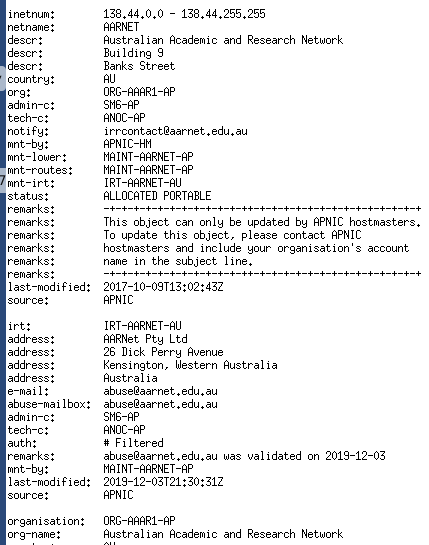 inetnum: 138.44.0.0 - 138.44.255.255
netname: AARNET
descr: Australian Academic and Research Network
descr: Building 9
descr: Banks Street
country: AU
org: ORG-AAAR1-AP
admin-c: SM6-AP
tech-c: ANOC-AP
notify: irrcontact@aarnet.edu.au
mnt-by: APNIC-HM
mnt-lower: MAINT-AARNET-AP
mnt-routes: MAINT-AARNET-AP
mnt-irt: IRT-AARNET-AU
status: ALLOCATED PORTABLE
remarks: -+-+-+-+-+-+-+-+-+-+-+-+-+-+-+-+-+-+-+-+-+-+-+
remarks: This object can only be updated by APNIC hostmasters.
remarks: To update this object, please contact APNIC
remarks: hostmasters and include your organisation's account
remarks: name in the subject line.
remarks: -+-+-+-+-+-+-+-+-+-+-+-+-+-+-+-+-+-+-+-+-+-+-+
last-modified: 2017-10-09T13:02:43Z
source: APNIC
irt: IRT-AARNET-AU
address: AARNet Pty Ltd
address: 26 Dick Perry Avenue
address: Kensington, Western Australia
address: Australia
e-mail: abuse@aarnet.edu.au
abuse-mailbox: abuse@aarnet.edu.au
admin-c: SM6-AP
tech-c: ANOC-AP
auth: # Filtered
remarks: abuse@aarnet.edu.au was validated on 2019-12-03
mnt-by: MAINT-AARNET-AP
last-modified: 2019-12-03T21:30:31Z
source: APNIC
organisation: ORG-AAAR1-AP
org-name: Australian Academic and Research Network